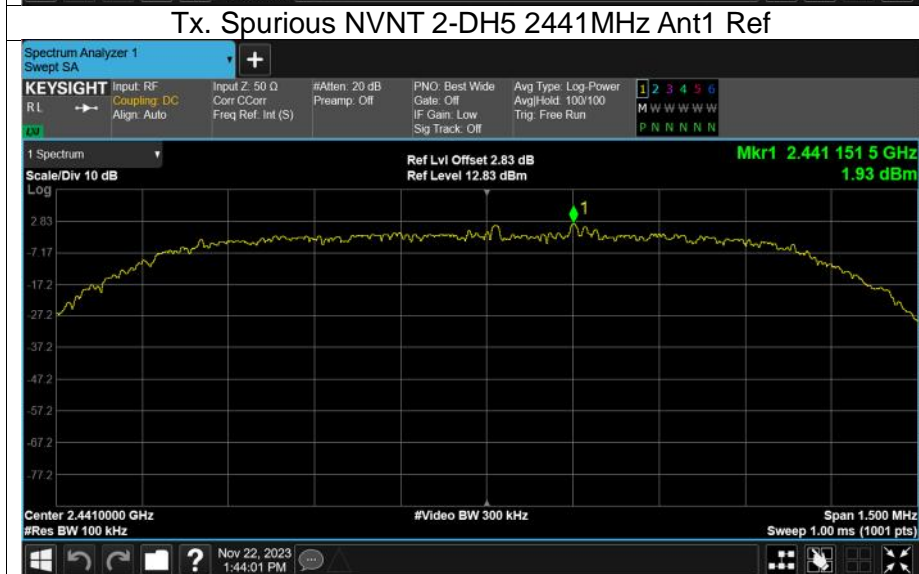 Tx. Spurious NVNT 2-DH5 2441MHz Ant1 Ref
Spectrum Analyzer 1
Swept SA
+
KEYSIGHT
R L
Input: RF
Coupling: DC
Align: Auto
Input Z: 50 Ω
Corr CCorr
Freq Ref: Int (S)
#Atten: 20 dB
Preamp: Off
PNO: Best Wide
Gate: Off
IF Gain: Low
Sig Track: Off
Avg Type: Log-Power
Avg|Hold: 100/100
Trig: Free Run
1 2 3 4 5 6
M W W W W W
P N N N N N
1 Spectrum
Scale/Div 10 dB
Log
Ref Lvl Offset 2.83 dB
Ref Level 12.83 dBm
Mkr1 2.441 151 5 GHz
1.93 dBm
1
2.83
-7.17
-17.2
-27.2
-37.2
-47.2
-57.2
-67.2
-77.2
Center 2.4410000 GHz
#Res BW 100 kHz
#Video BW 300 kHz
Span 1.500 MHz
Sweep 1.00 ms (1001 pts)
?
Nov 22, 2023
1:44:01 PM